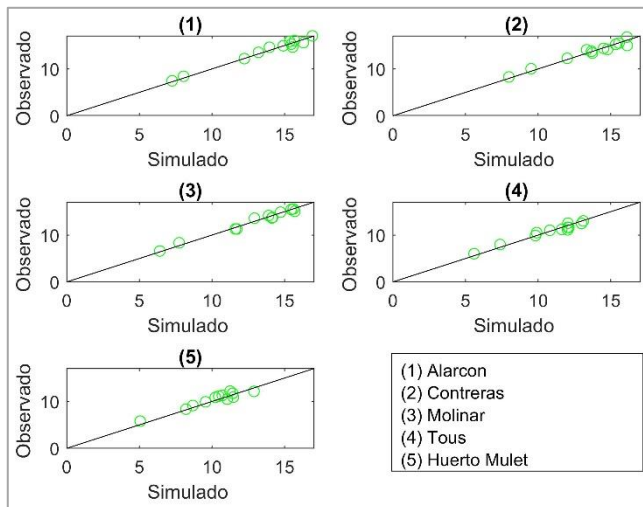 (1)
Observado
10
0
0 5 10 15
Simulado
(2)
Observado
10
0
0 5 10 15
Simulado
(3)
Observado
10
0
0 5 10 15
Simulado
(4)
Observado
10
0
0 5 10 15
Simulado
(5)
Observado
10
0
0 5 10 15
Simulado
(1) Alarcon
(2) Contreras
(3) Molinar
(4) Tous
(5) Huerto Mulet